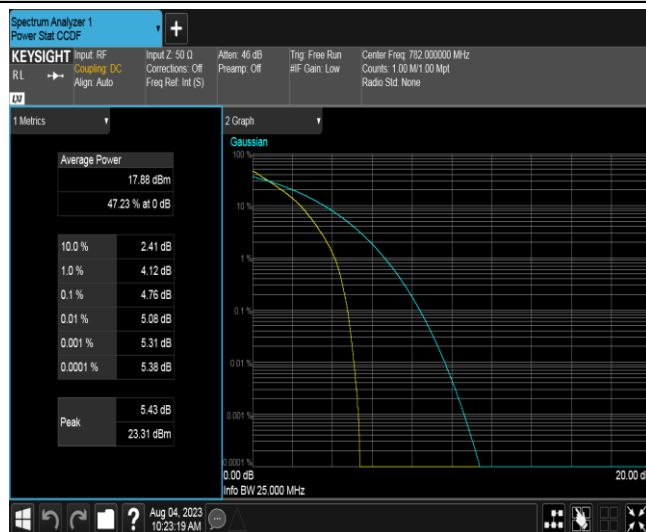 Spectrum Analyzer 1
Power Stat CCDF
+
KEYSIGHT
RL
Input: RF
Coupling: DC
Align: Auto
Input Z: 50 Ω
Corrections: Off
Freq Ref: Int (S)
Atten: 46 dB
Preamp: Off
Trig: Free Run
#IF Gain: Low
Center Freq: 782.000000 MHz
Counts: 1.00 M/1.00 Mpt
Radio Std: None
LXI
1 Metrics
Average Power
17.88 dBm
47.23 % at 0 dB
10.0 % 2.41 dB
1.0 % 4.12 dB
0.1 % 4.76 dB
0.01 % 5.08 dB
0.001 % 5.31 dB
0.0001 % 5.38 dB
Peak
5.43 dB
23.31 dBm
2 Graph
Gaussian
100 %
10 %
1 %
0.1 %
0.01 %
0.001 %
0.0001 %
0.00 dB
20.00 d
Info BW 25.000 MHz
?
Aug 04, 2023
10:23:19 AM